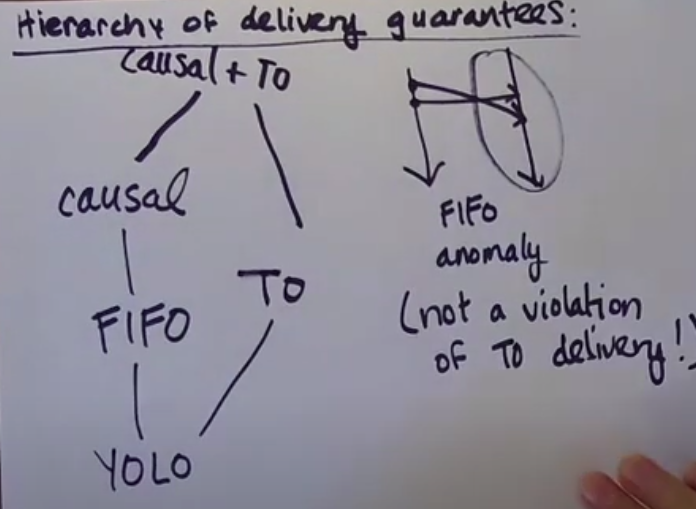 Hierarchy of delivery guarantees:
causal + TO
causal
TO
FIFO
YOLO
FIFO
anomaly
(not a violation
of TO delivery!)